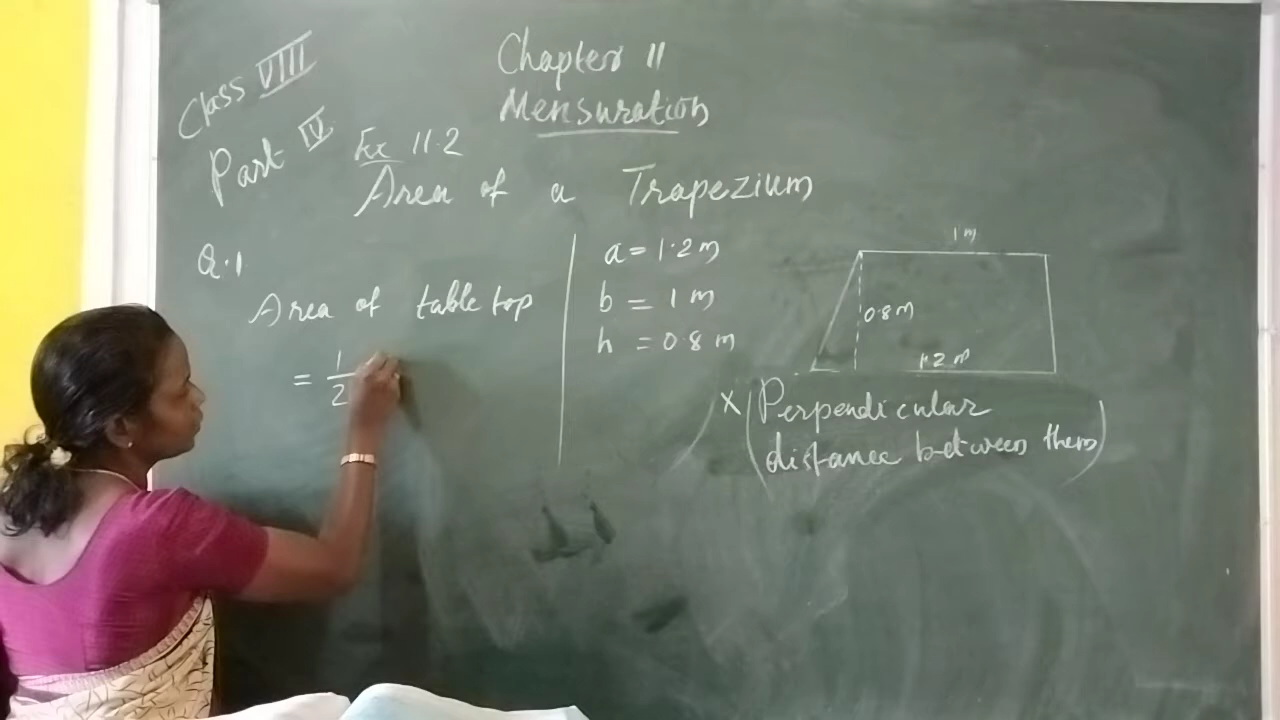 Class VIII
Part IV
Chapter 11
Mensuration
Ex 11.2
Area of a Trapezium
Q.1
Area of table top
= 1/2
a = 1.2 m
b = 1 m
h = 0.8 m
1 m
0.8 m
1.2 m
x (Perpendicular
distance between them)